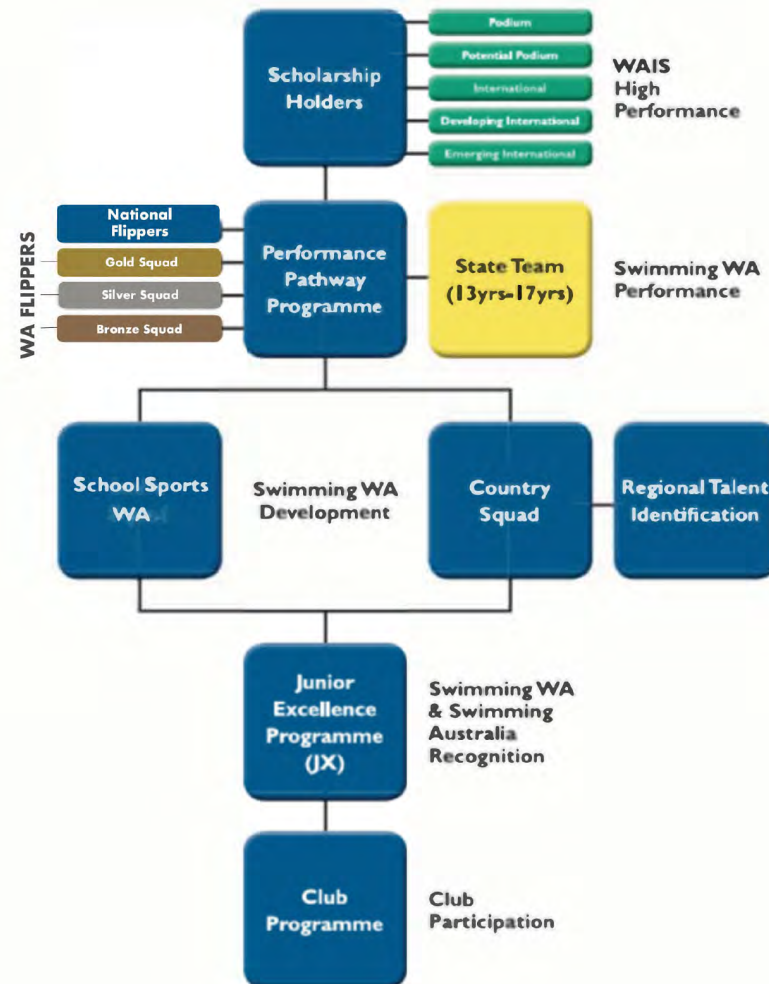 Podium
Potential Podium
International
Developing International
Emerging International
Scholarship
Holders
WAIS
High
Performance
WA FLIPPERS
National
Flippers
Gold Squad
Silver Squad
Bronze Squad
Performance
Pathway
Programme
State Team
(13yrs-17yrs)
Swimming WA
Performance
School Sports
WA
Swimming WA
Development
Country
Squad
Regional Talent
Identification
Junior
Excellence
Programme
(JX)
Swimming WA
& Swimming
Australia
Recognition
Club
Programme
Club
Participation